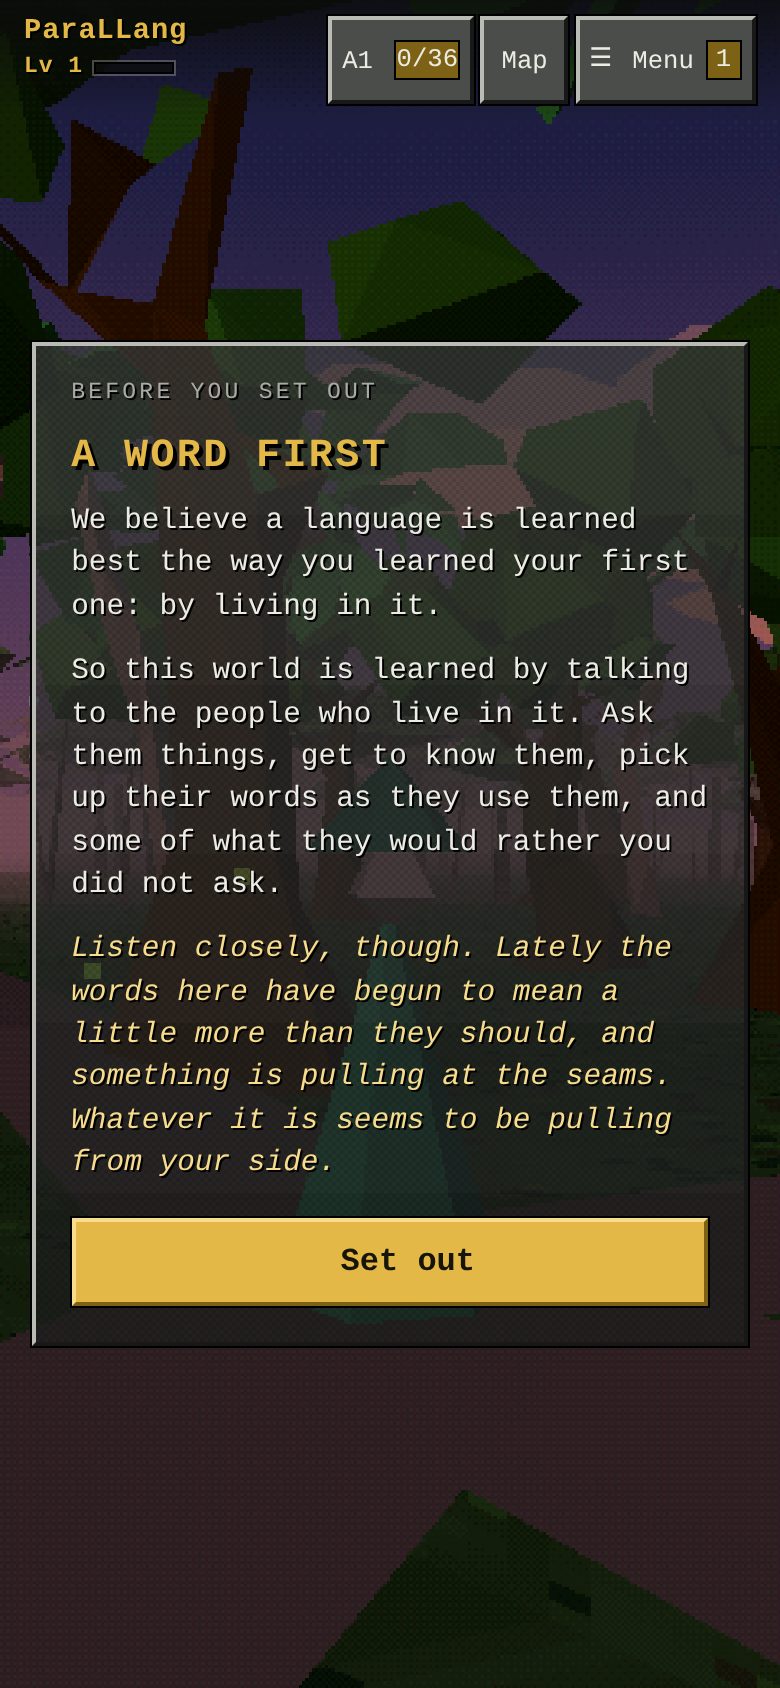 ParaLLang
Lv 1
A1 0/36
Map
☰ Menu 1
BEFORE YOU SET OUT
A WORD FIRST
We believe a language is learned
best the way you learned your first
one: by living in it.
So this world is learned by talking
to the people who live in it. Ask
them things, get to know them, pick
up their words as they use them, and
some of what they would rather you
did not ask.
Listen closely, though. Lately the
words here have begun to mean a
little more than they should, and
something is pulling at the seams.
Whatever it is seems to be pulling
from your side.
Set out